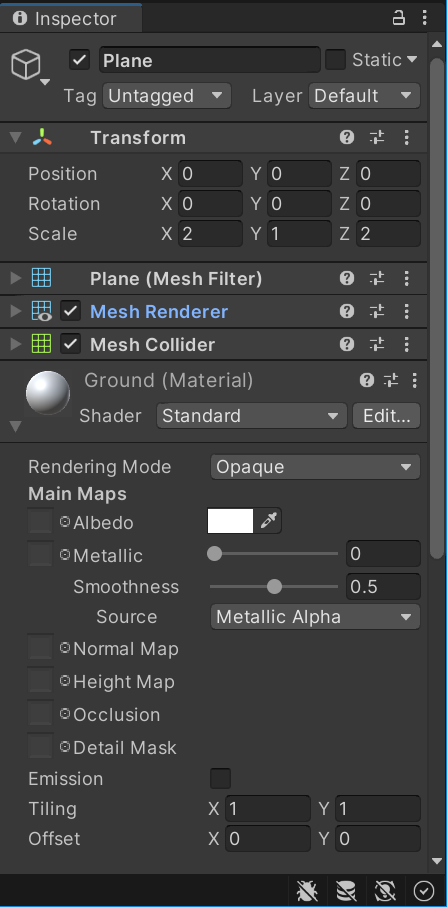 Inspector
Plane Static
Tag Untagged Layer Default
Transform
Position X 0 Y 0 Z 0
Rotation X 0 Y 0 Z 0
Scale X 2 Y 1 Z 2
Plane (Mesh Filter)
Mesh Renderer
Mesh Collider
Ground (Material)
Shader Standard Edit...
Rendering Mode Opaque
Main Maps
Albedo
Metallic 0
Smoothness 0.5
Source Metallic Alpha
Normal Map
Height Map
Occlusion
Detail Mask
Emission
Tiling X 1 Y 1
Offset X 0 Y 0